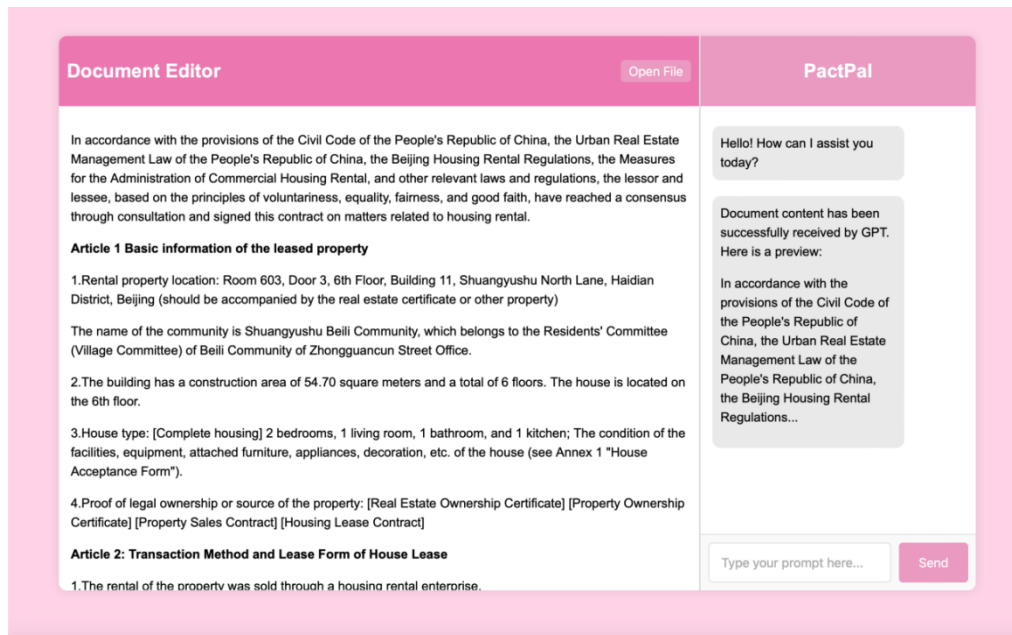 Document Editor
Open File
In accordance with the provisions of the Civil Code of the People's Republic of China, the Urban Real Estate
Management Law of the People's Republic of China, the Beijing Housing Rental Regulations, the Measures
for the Administration of Commercial Housing Rental, and other relevant laws and regulations, the lessor and
lessee, based on the principles of voluntariness, equality, fairness, and good faith, have reached a consensus
through consultation and signed this contract on matters related to housing rental.
Article 1 Basic information of the leased property
1.Rental property location: Room 603, Door 3, 6th Floor, Building 11, Shuangyushu North Lane, Haidian
District, Beijing (should be accompanied by the real estate certificate or other property)
The name of the community is Shuangyushu Beili Community, which belongs to the Residents' Committee
(Village Committee) of Beili Community of Zhongguancun Street Office.
2.The building has a construction area of 54.70 square meters and a total of 6 floors. The house is located on
the 6th floor.
3.House type: [Complete housing] 2 bedrooms, 1 living room, 1 bathroom, and 1 kitchen; The condition of the
facilities, equipment, attached furniture, appliances, decoration, etc. of the house (see Annex 1 "House
Acceptance Form").
4.Proof of legal ownership or source of the property: [Real Estate Ownership Certificate] [Property Ownership
Certificate] [Property Sales Contract] [Housing Lease Contract]
Article 2: Transaction Method and Lease Form of House Lease
1.The rental of the property was sold through a housing rental enterprise.
PactPal
Hello! How can I assist you
today?
Document content has been
successfully received by GPT.
Here is a preview:
In accordance with the
provisions of the Civil Code of
the People's Republic of
China, the Urban Real Estate
Management Law of the
People's Republic of China,
the Beijing Housing Rental
Regulations...
Type your prompt here...
Send